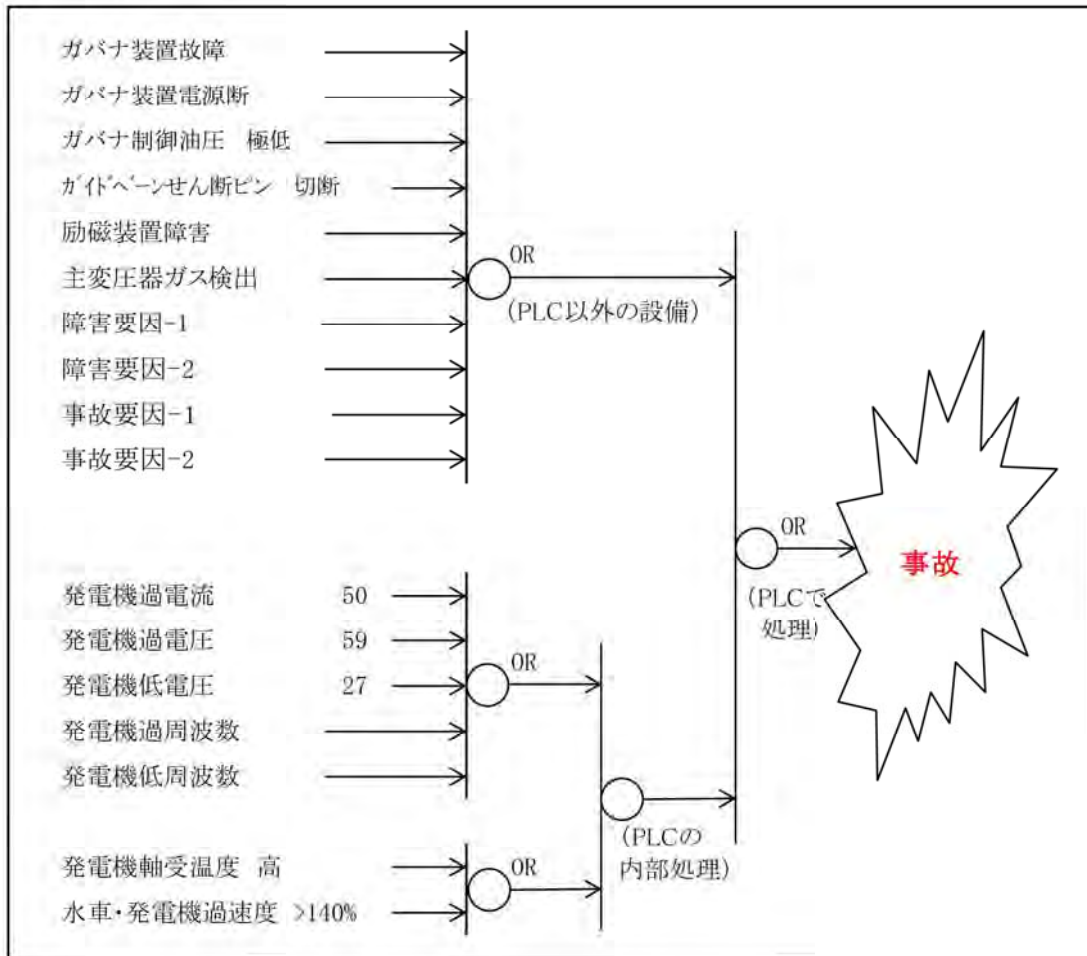 ガバナ装置故障
ガバナ装置電源断
ガバナ制御油圧 極低
ガイドベーンせん断ピン 切断
励磁装置障害
主変圧器ガス検出
障害要因-1
障害要因-2
事故要因-1
事故要因-2
OR
(PLC以外の設備)
発電機過電流 50
発電機過電圧 59
発電機低電圧 27
発電機過周波数
発電機低周波数
OR
発電機軸受温度 高
水車・発電機過速度 >140%
OR
(PLCの
内部処理)
OR
(PLCで
処理)
事故